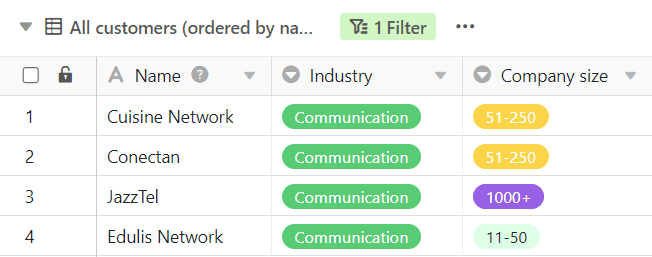 All customers (ordered by na... 1 Filter
Name ? Industry Company size
1 Cuisine Network Communication 51-250
2 Conectan Communication 51-250
3 JazzTel Communication 1000+
4 Edulis Network Communication 11-50